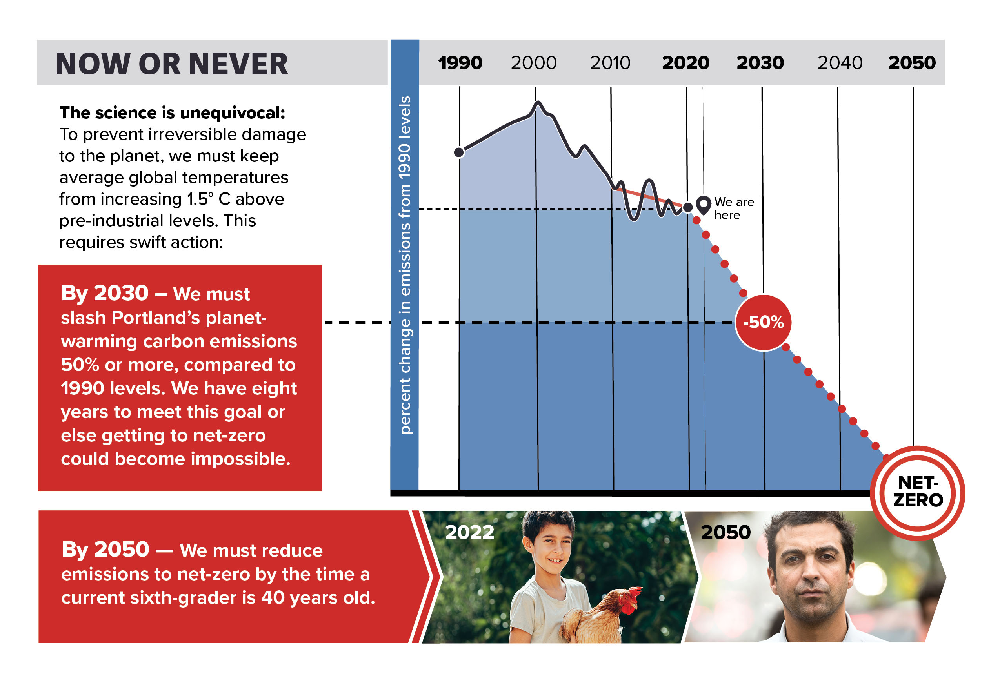 NOW OR NEVER
1990 2000 2010 2020 2030 2040 2050
The science is unequivocal:
To prevent irreversible damage
to the planet, we must keep
average global temperatures
from increasing 1.5° C above
pre-industrial levels. This
requires swift action:
By 2030 – We must
slash Portland’s planet-
warming carbon emissions
50% or more, compared to
1990 levels. We have eight
years to meet this goal or
else getting to net-zero
could become impossible.
percent change in emissions from 1990 levels
We are
here
-50%
NET-
ZERO
By 2050 — We must reduce
emissions to net-zero by the time a
current sixth-grader is 40 years old.
2022
2050